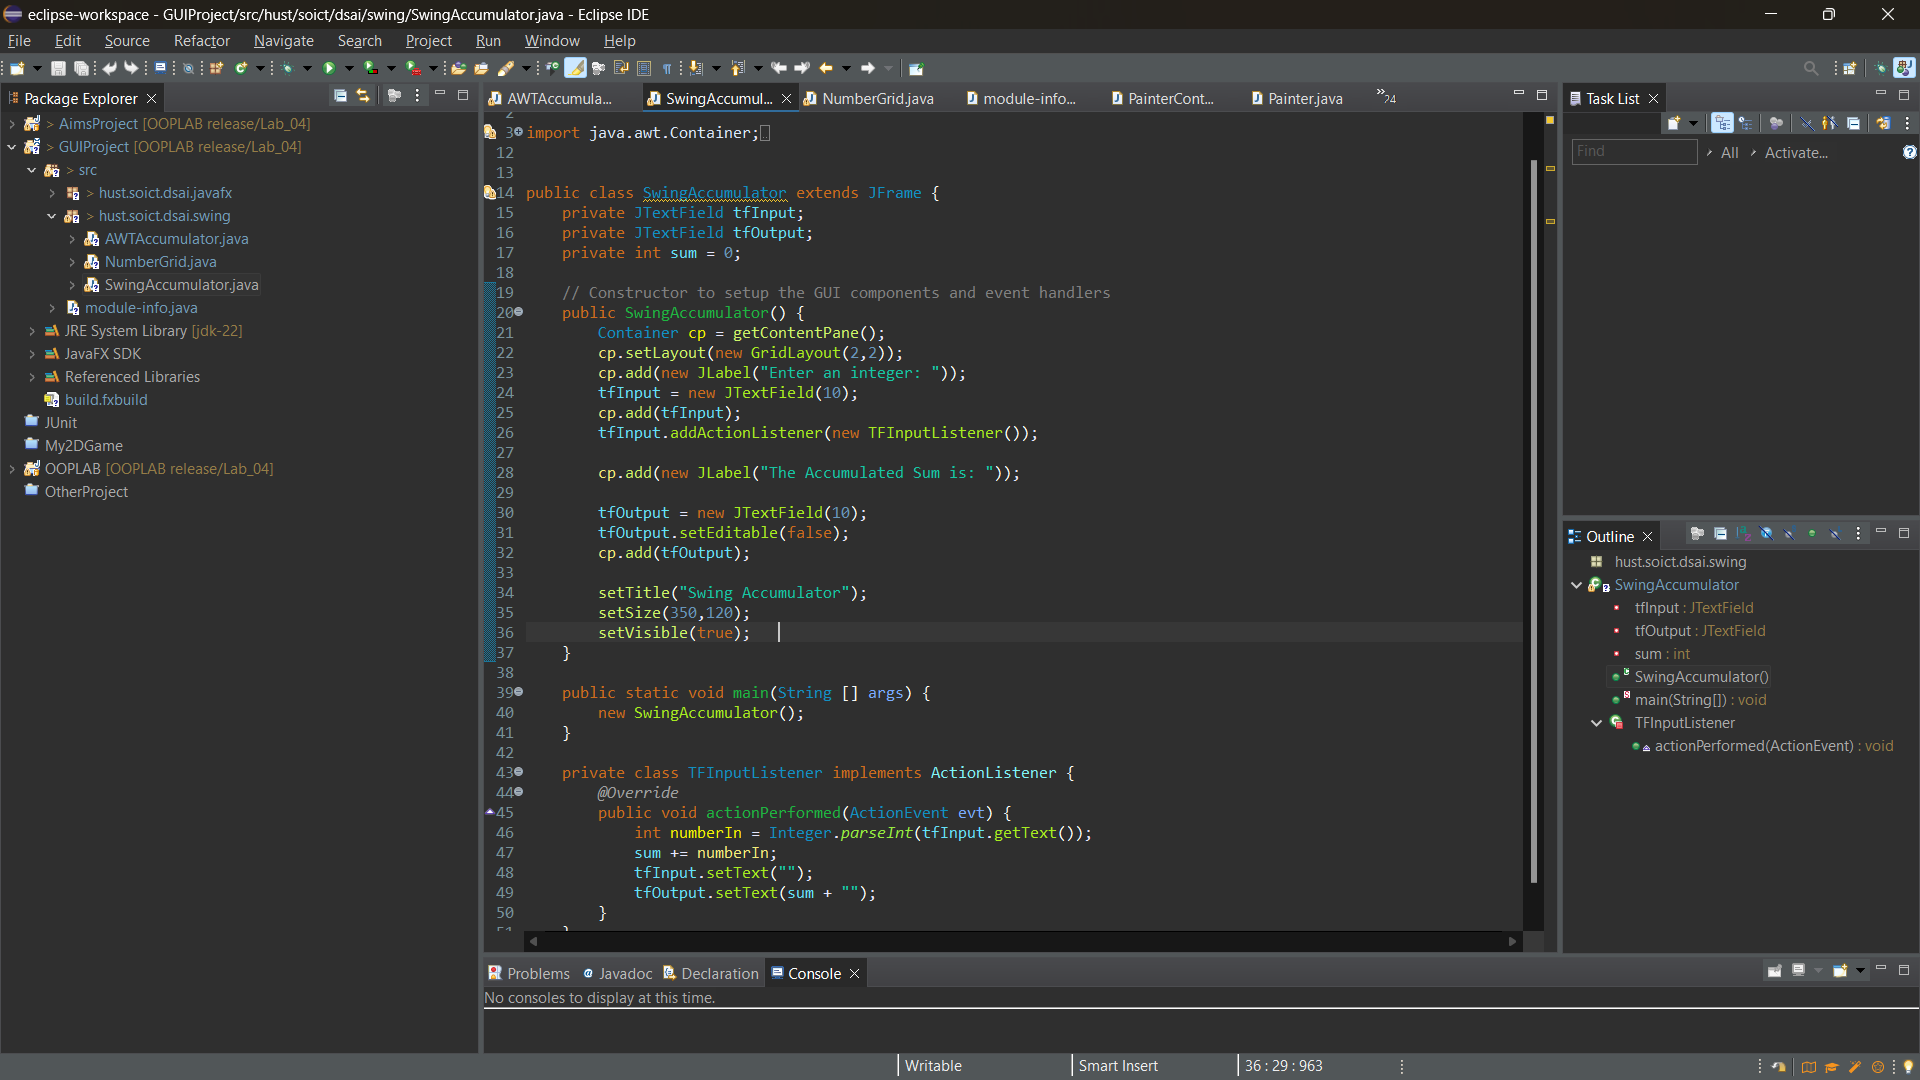 eclipse-workspace - GUIProject/src/hust/soict/dsai/swing/SwingAccumulator.java - Eclipse IDE
File Edit Source Refactor Navigate Search Project Run Window Help
Package Explorer
> AimsProject [OOPLAB release/Lab_04]
> GUIProject [OOPLAB release/Lab_04]
> src
> hust.soict.dsai.javafx
> hust.soict.dsai.swing
AWTAccumulator.java
NumberGrid.java
SwingAccumulator.java
module-info.java
JRE System Library [jdk-22]
JavaFX SDK
Referenced Libraries
build.fxbuild
JUnit
My2DGame
OOPLAB [OOPLAB release/Lab_04]
OtherProject
AWTAccumula... SwingAccumul... NumberGrid.java module-info... PainterCont... Painter.java »24
2
3 import java.awt.Container;
12
13
14 public class SwingAccumulator extends JFrame {
15 private JTextField tfInput;
16 private JTextField tfOutput;
17 private int sum = 0;
18
19 // Constructor to setup the GUI components and event handlers
20 public SwingAccumulator() {
21 Container cp = getContentPane();
22 cp.setLayout(new GridLayout(2,2));
23 cp.add(new JLabel("Enter an integer: "));
24 tfInput = new JTextField(10);
25 cp.add(tfInput);
26 tfInput.addActionListener(new TFInputListener());
27
28 cp.add(new JLabel("The Accumulated Sum is: "));
29
30 tfOutput = new JTextField(10);
31 tfOutput.setEditable(false);
32 cp.add(tfOutput);
33
34 setTitle("Swing Accumulator");
35 setSize(350,120);
36 setVisible(true);
37 }
38
39 public static void main(String [] args) {
40 new SwingAccumulator();
41 }
42
43 private class TFInputListener implements ActionListener {
44 @Override
45 public void actionPerformed(ActionEvent evt) {
46 int numberIn = Integer.parseInt(tfInput.getText());
47 sum += numberIn;
48 tfInput.setText("");
49 tfOutput.setText(sum + "");
50 }
51 }
Task List
Find All Activate...
Outline
hust.soict.dsai.swing
SwingAccumulator
tfInput : JTextField
tfOutput : JTextField
sum : int
SwingAccumulator()
main(String[]) : void
TFInputListener
actionPerformed(ActionEvent) : void
Problems Javadoc Declaration Console
No consoles to display at this time.
Writable Smart Insert 36 : 29 : 963